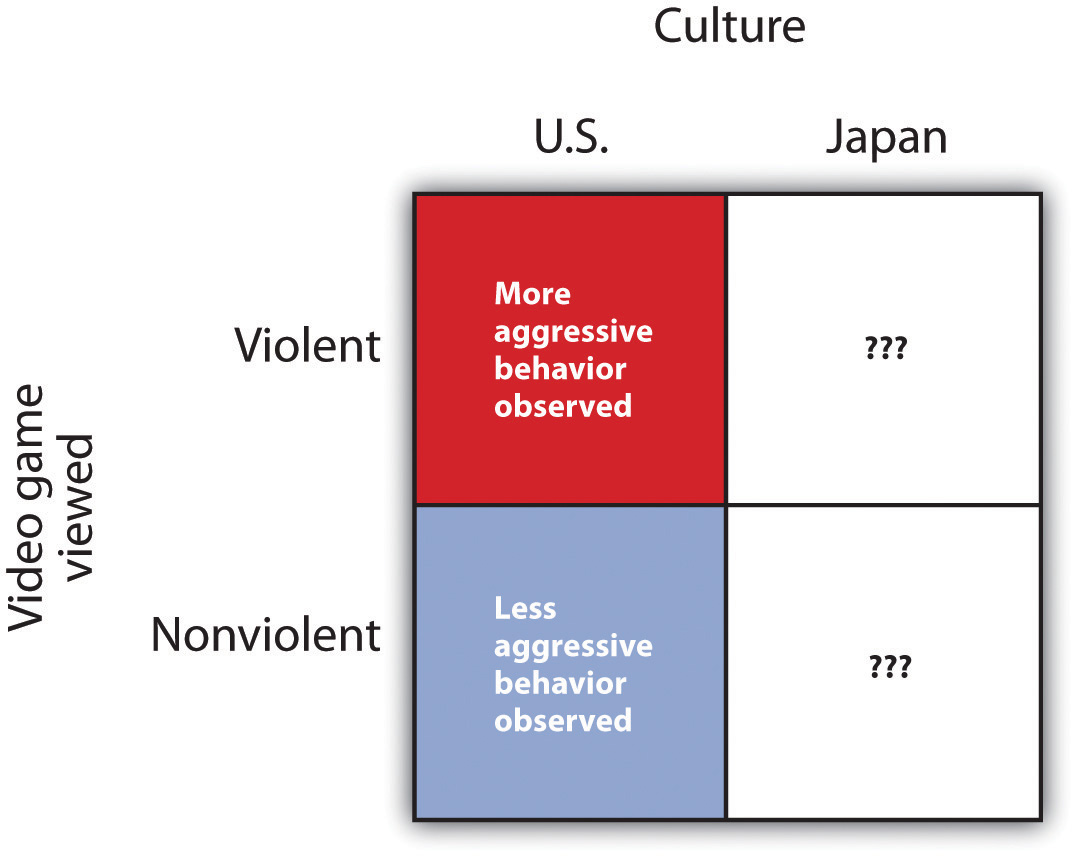 Culture
U.S.
Japan
Video game
viewed
Violent
More
aggressive
behavior
observed
???
Nonviolent
Less
aggressive
behavior
observed
???